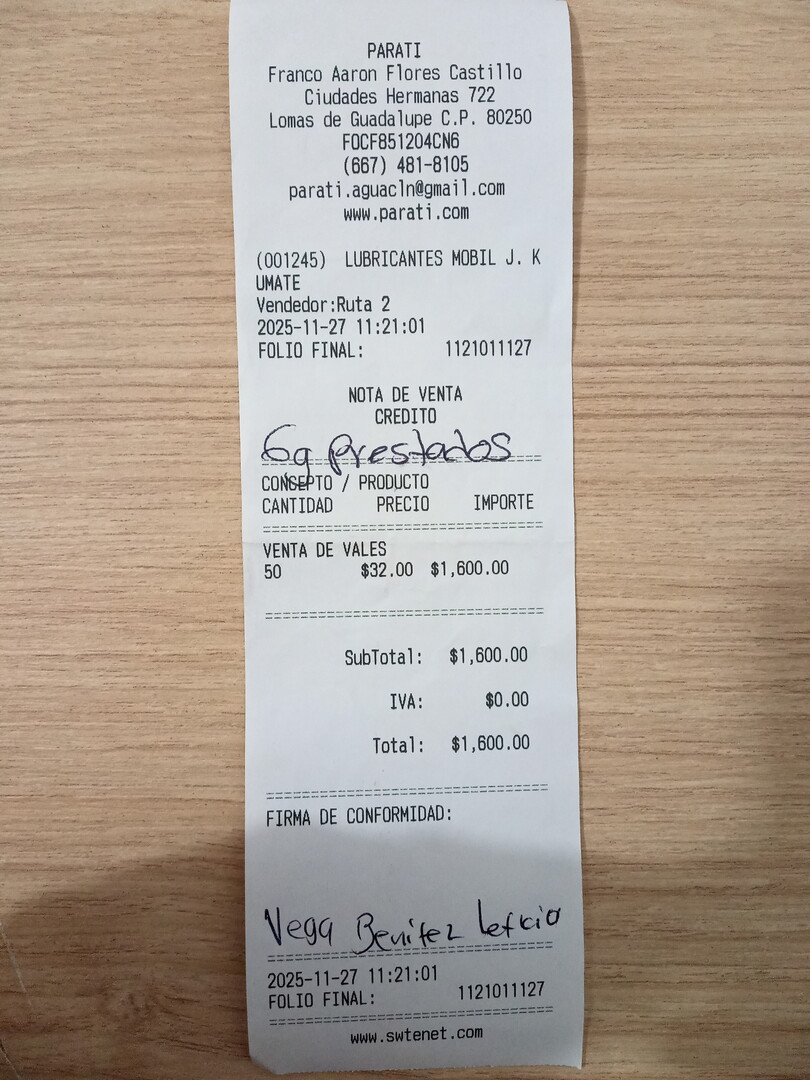 PARATI
Franco Aaron Flores Castillo
Ciudades Hermanas 722
Lomas de Guadalupe C.P. 80250
FOCF851204CN6
(667) 481-8105
parati.aguacln@gmail.com
www.parati.com
(001245) LUBRICANTES MOBIL J. K
UMATE
Vendedor:Ruta 2
2025-11-27 11:21:01
FOLIO FINAL: 1121011127
NOTA DE VENTA
CREDITO
6g prestados
CONSEPTO / PRODUCTO
CANTIDAD PRECIO IMPORTE
VENTA DE VALES
50 $32.00 $1,600.00
SubTotal: $1,600.00
IVA: $0.00
Total: $1,600.00
FIRMA DE CONFORMIDAD:
Vega Benitez
2025-11-27 11:21:01
FOLIO FINAL: 1121011127
www.swtenet.com